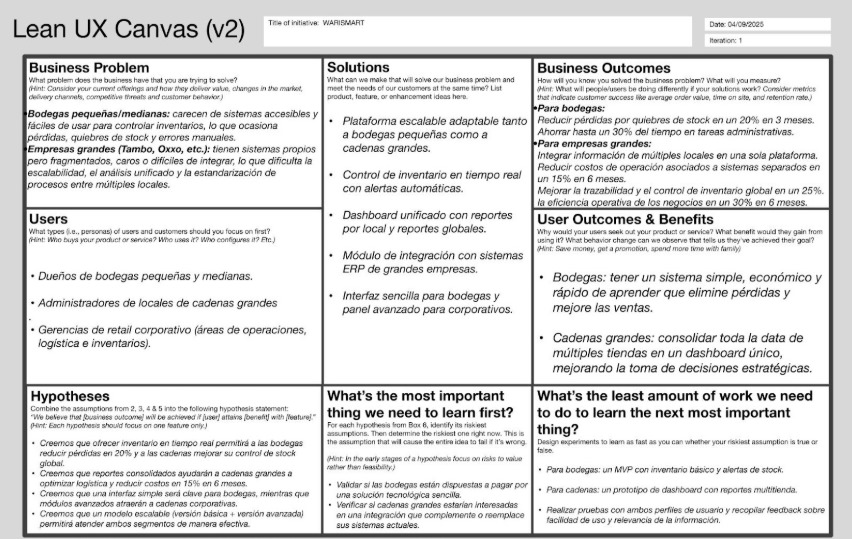 Lean UX Canvas (v2)
Title of initiative: WARISMART
Date: 04/09/2025
Iteration: 1
Business Problem
What problem does the business have that you are trying to solve?
(Hint: Consider your current offerings and how they deliver value, changes in the market,
delivery channels, competitive threats and customer behavior.)
•Bodegas pequeñas/medianas: carecen de sistemas accesibles y
fáciles de usar para controlar inventarios, lo que ocasiona
pérdidas, quiebres de stock y errores manuales.
•Empresas grandes (Tambo, Oxxo, etc.): tienen sistemas propios
pero fragmentados, caros o difíciles de integrar, lo que dificulta la
escalabilidad, el análisis unificado y la estandarización de
procesos entre múltiples locales.
Solutions
What can we make that will solve our business problem and
meet the needs of our customers at the same time? List
product, feature, or enhancement ideas here.
• Plataforma escalable adaptable tanto
a bodegas pequeñas como a
cadenas grandes.
• Control de inventario en tiempo real
con alertas automáticas.
• Dashboard unificado con reportes
por local y reportes globales.
• Módulo de integración con sistemas
ERP de grandes empresas.
• Interfaz sencilla para bodegas y
panel avanzado para corporativos.
Business Outcomes
How will you know you solved the business problem? What will you measure?
(Hint: What will people/users be doing differently if your solutions work? Consider metrics
that indicate customer success like average order value, time on site, and retention rate.)
•Para bodegas:
Reducir pérdidas por quiebres de stock en un 20% en 3 meses.
Ahorrar hasta un 30% del tiempo en tareas administrativas.
•Para empresas grandes:
Integrar información de múltiples locales en una sola plataforma.
Reducir costos de operación asociados a sistemas separados en
un 15% en 6 meses.
Mejorar la trazabilidad y el control de inventario global en un 25%.
la eficiencia operativa de los negocios en un 30% en 6 meses.
Users
What types (i.e., personas) of users and customers should you focus on first?
(Hint: Who buys your product or service? Who uses it? Who configures it? Etc.)
• Dueños de bodegas pequeñas y medianas.
• Administradores de locales de cadenas grandes
.
• Gerencias de retail corporativo (áreas de operaciones,
logística e inventarios).
User Outcomes & Benefits
Why would your users seek out your product or service? What benefit would they gain from
using it? What behavior change can we observe that tells us they've achieved their goal?
(Hint: Save money, get a promotion, spend more time with family)
• Bodegas: tener un sistema simple, económico y
rápido de aprender que elimine pérdidas y
mejore las ventas.
• Cadenas grandes: consolidar toda la data de
múltiples tiendas en un dashboard único,
mejorando la toma de decisiones estratégicas.
Hypotheses
Combine the assumptions from 2, 3, 4 & 5 into the following hypothesis statement:
"We believe that [business outcome] will be achieved if [user] attains [benefit] with [feature]."
(Hint: Each hypothesis should focus on one feature only.)
• Creemos que ofrecer inventario en tiempo real permitirá a las bodegas
reducir pérdidas en 20% y a las cadenas mejorar su control de stock
global.
• Creemos que reportes consolidados ayudarán a cadenas grandes a
optimizar logística y reducir costos en 15% en 6 meses.
• Creemos que una interfaz simple será clave para bodegas, mientras que
módulos avanzados atraerán a cadenas corporativas.
• Creemos que un modelo escalable (versión básica + versión avanzada)
permitirá atender ambos segmentos de manera efectiva.
What's the most important
thing we need to learn first?
For each hypothesis from Box 6, identify its riskiest
assumptions. Then determine the riskiest one right now. This is
the assumption that will cause the entire idea to fail if it's wrong.
(Hint: In the early stages of a hypothesis focus on risks to value
rather than feasibility.)
• Validar si las bodegas están dispuestas a pagar por
una solución tecnológica sencilla.
• Verificar si cadenas grandes estarían interesadas
en una integración que complemente o reemplace
sus sistemas actuales.
What's the least amount of work we need
to do to learn the next most important
thing?
Design experiments to learn as fast as you can whether your riskiest assumption is true or
false.
• Para bodegas: un MVP con inventario básico y alertas de stock.
• Para cadenas: un prototipo de dashboard con reportes multitienda.
• Realizar pruebas con ambos perfiles de usuario y recopilar feedback sobre
facilidad de uso y relevancia de la información.